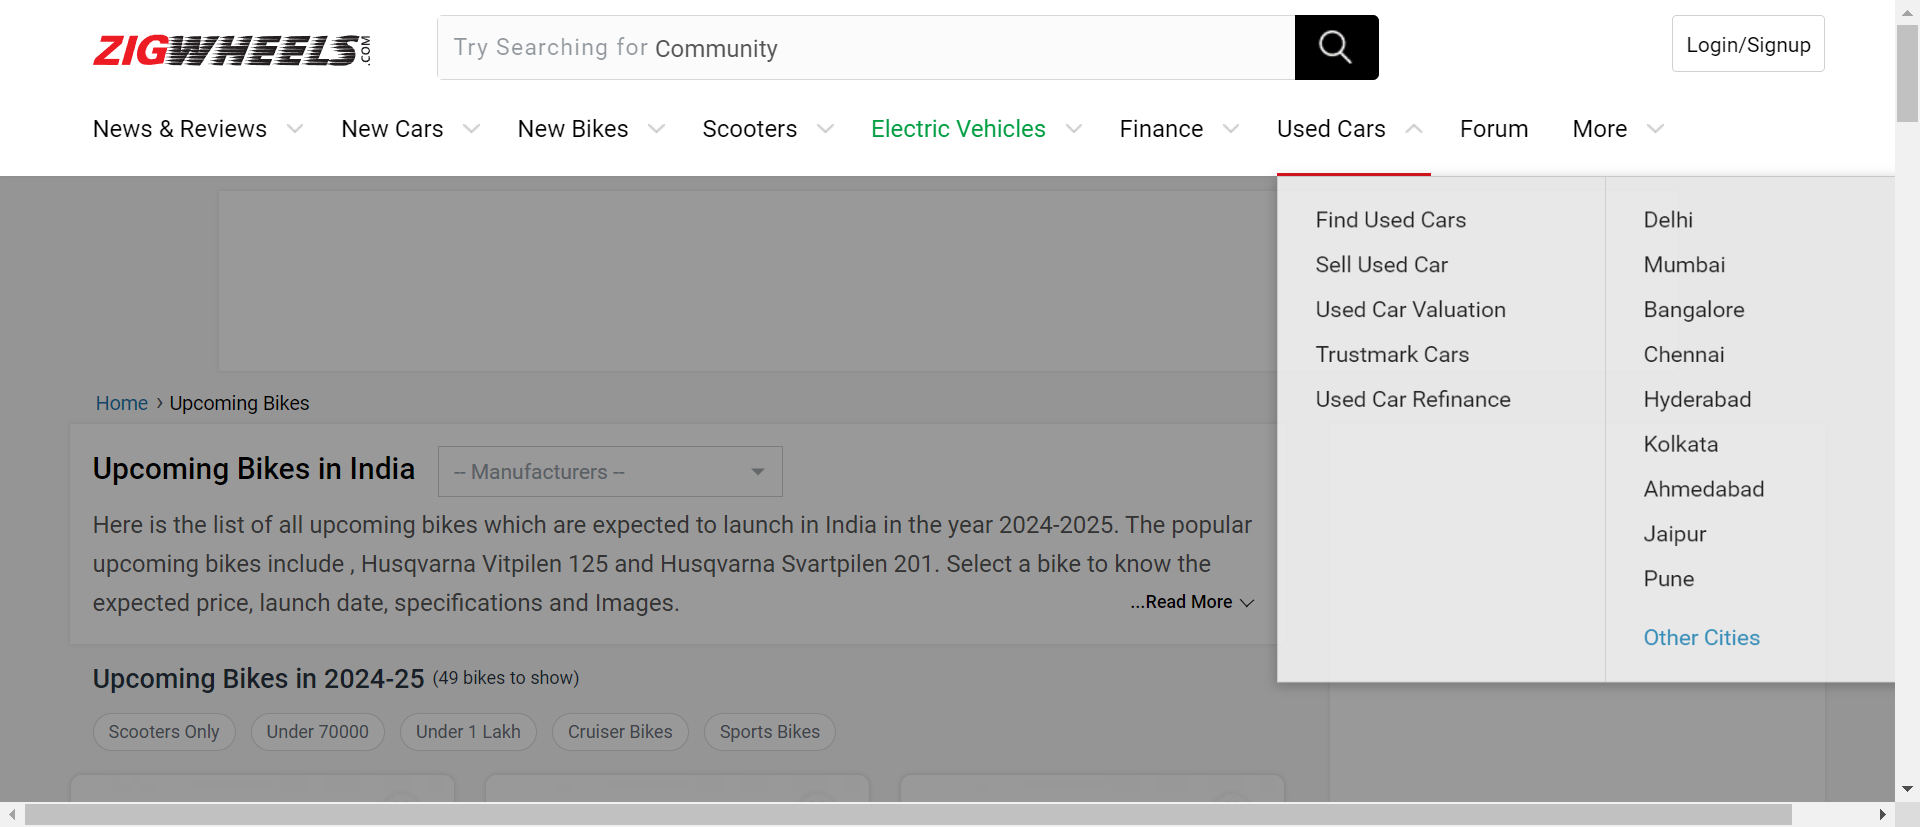 ZIGWHEELS.COM
Try Searching for Community
Login/Signup
News & Reviews New Cars New Bikes Scooters Electric Vehicles Finance Used Cars Forum More
Find Used Cars
Sell Used Car
Used Car Valuation
Trustmark Cars
Used Car Refinance
Delhi
Mumbai
Bangalore
Chennai
Hyderabad
Kolkata
Ahmedabad
Jaipur
Pune
Other Cities
Home › Upcoming Bikes
Upcoming Bikes in India
-- Manufacturers --
Here is the list of all upcoming bikes which are expected to launch in India in the year 2024-2025. The popular
upcoming bikes include , Husqvarna Vitpilen 125 and Husqvarna Svartpilen 201. Select a bike to know the
expected price, launch date, specifications and Images.
...Read More
Upcoming Bikes in 2024-25 (49 bikes to show)
Scooters Only Under 70000 Under 1 Lakh Cruiser Bikes Sports Bikes